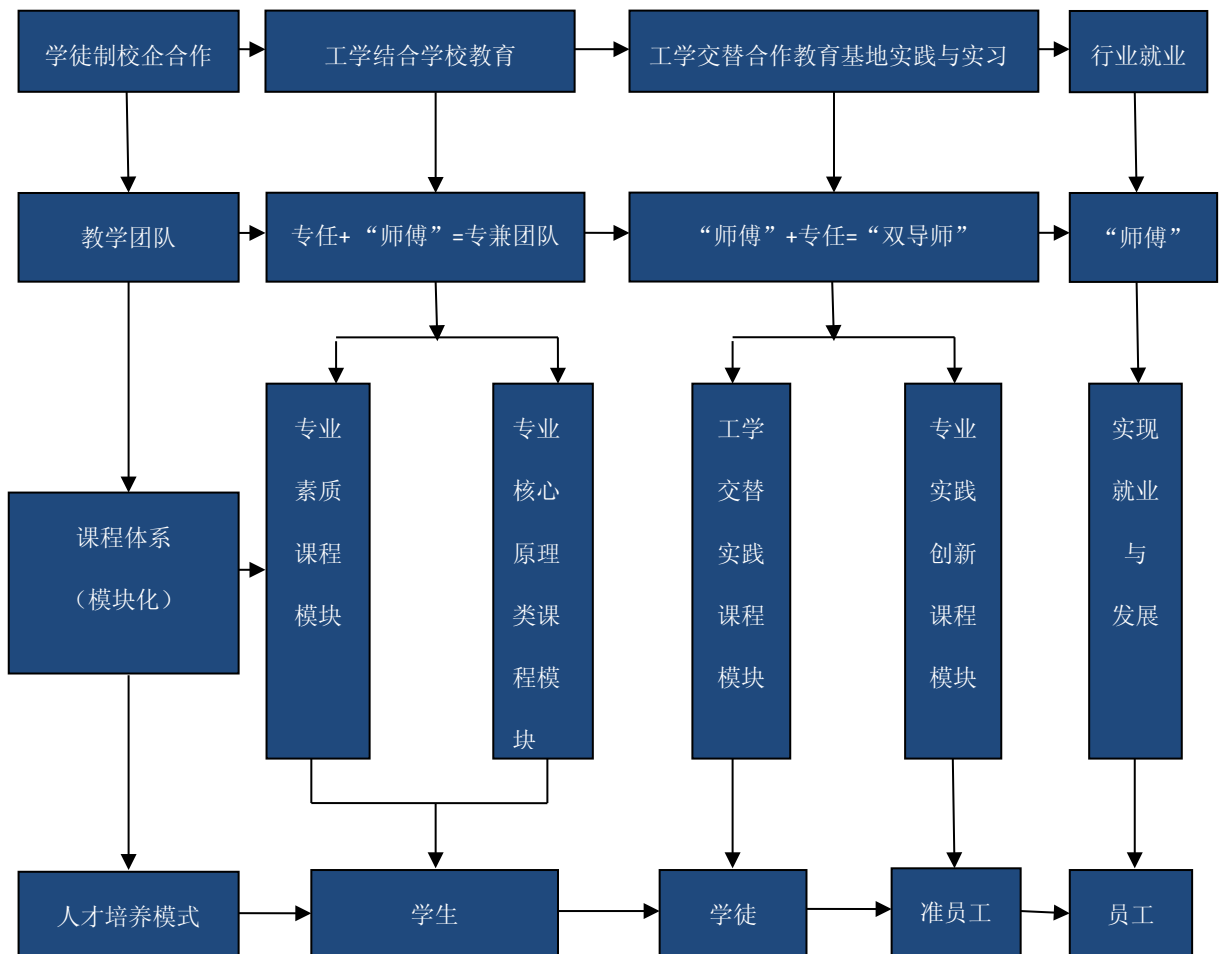 学徒制校企合作
工学结合学校教育
工学交替合作教育基地实践与实习
行业就业
教学团队
专任+“师傅”=专兼团队
“师傅”+专任=“双导师”
“师傅”
课程体系
（模块化）
专业
素质
课程
模块
专业
核心
原理
类课
程模
块
工学
交替
实践
课程
模块
专业
实践
创新
课程
模块
实现
就业
与
发展
人才培养模式
学生
学徒
准员工
员工